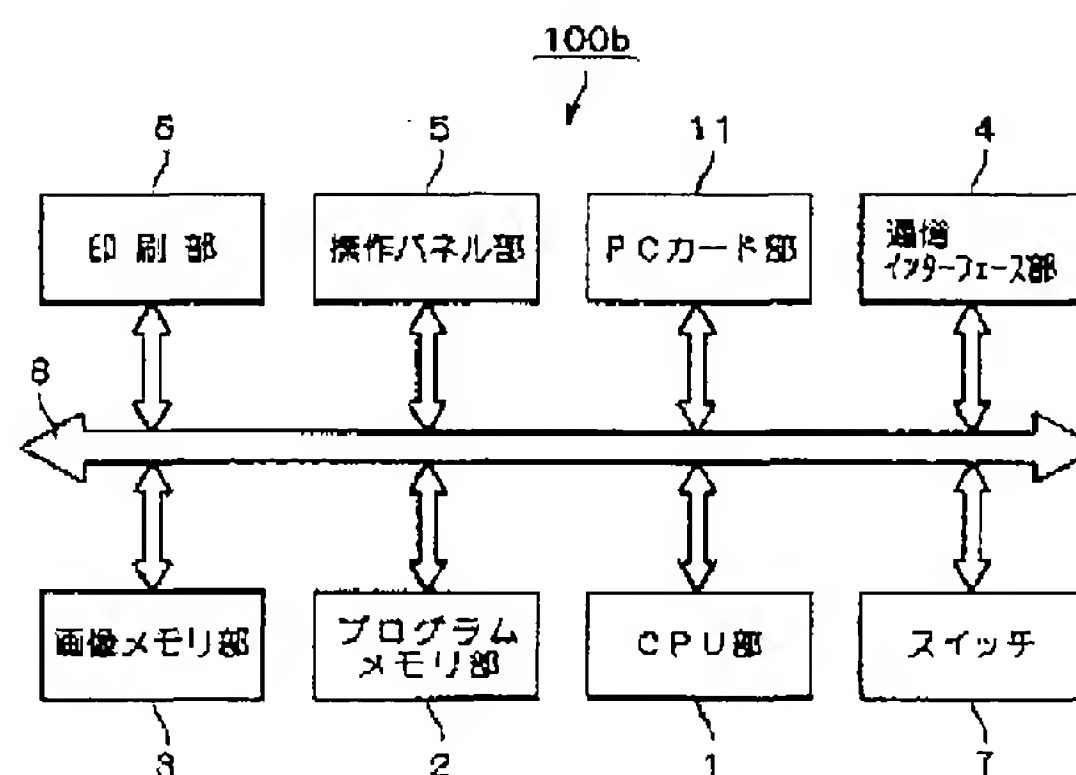 100b
6
5
11
4
印刷部
操作パネル部
PCカード部
通信
インターフェース部
8
画像メモリ部
プログラム
メモリ部
CPU部
スイッチ
3
2
1
7